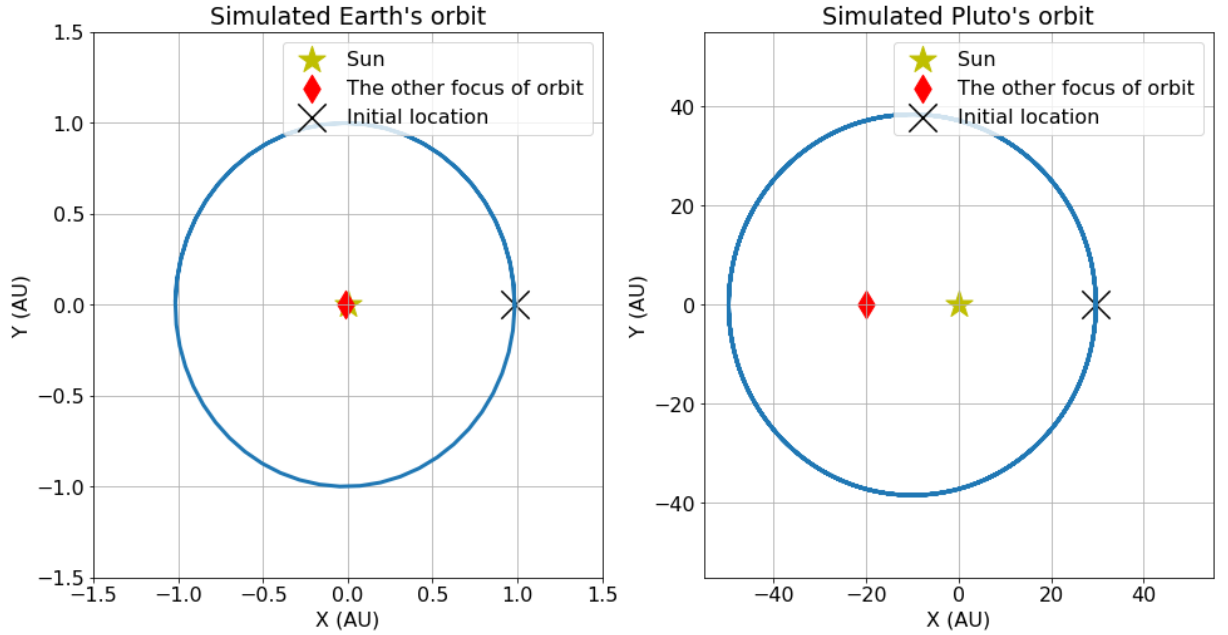 Simulated Earth's orbit
Sun
The other focus of orbit
Initial location
Y (AU)
1.5
1.0
0.5
0.0
−0.5
−1.0
−1.5
−1.5
−1.0
−0.5
0.0
0.5
1.0
1.5
X (AU)
Simulated Pluto's orbit
Sun
The other focus of orbit
Initial location
Y (AU)
40
20
0
−20
−40
−40
−20
0
20
40
X (AU)